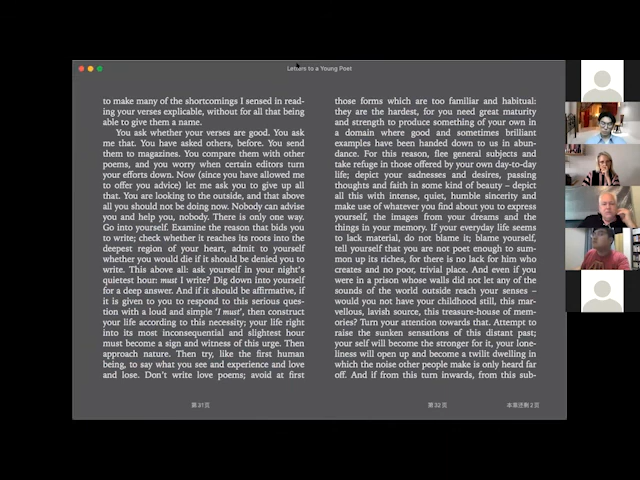 Letters to a Young Poet
to make many of the shortcomings I sensed in read-
ing your verses explicable, without for all that being
able to give them a name.
You ask whether your verses are good. You ask
me that. You have asked others, before. You send
them to magazines. You compare them with other
poems, and you worry when certain editors turn
your efforts down. Now (since you have allowed me
to offer you advice) let me ask you to give up all
that. You are looking to the outside, and that above
all you should not be doing now. Nobody can advise
you and help you, nobody. There is only one way.
Go into yourself. Examine the reason that bids you
to write; check whether it reaches its roots into the
deepest region of your heart, admit to yourself
whether you would die if it should be denied you to
write. This above all: ask yourself in your night's
quietest hour: must I write? Dig down into yourself
for a deep answer. And if it should be affirmative, if
it is given to you to respond to this serious ques-
tion with a loud and simple 'I must', then construct
your life according to this necessity; your life right
into its most inconsequential and slightest hour
must become a sign and witness of this urge. Then
approach nature. Then try, like the first human
being, to say what you see and experience and love
and lose. Don't write love poems; avoid at first
第 31 页
those forms which are too familiar and habitual:
they are the hardest, for you need great maturity
and strength to produce something of your own in
a domain where good and sometimes brilliant
examples have been handed down to us in abun-
dance. For this reason, flee general subjects and
take refuge in those offered by your own day-to-day
life; depict your sadnesses and desires, passing
thoughts and faith in some kind of beauty – depict
all this with intense, quiet, humble sincerity and
make use of whatever you find about you to express
yourself, the images from your dreams and the
things in your memory. If your everyday life seems
to lack material, do not blame it; blame yourself,
tell yourself that you are not poet enough to sum-
mon up its riches, for there is no lack for him who
creates and no poor, trivial place. And even if you
were in a prison whose walls did not let any of the
sounds of the world outside reach your senses –
would you not have your childhood still, this mar-
vellous, lavish source, this treasure-house of mem-
ories? Turn your attention towards that. Attempt to
raise the sunken sensations of this distant past;
your self will become the stronger for it, your lone-
liness will open up and become a twilit dwelling in
which the noise other people make is only heard far
off. And if from this turn inwards, from this sub-
第 32 页
本章还剩 2 页